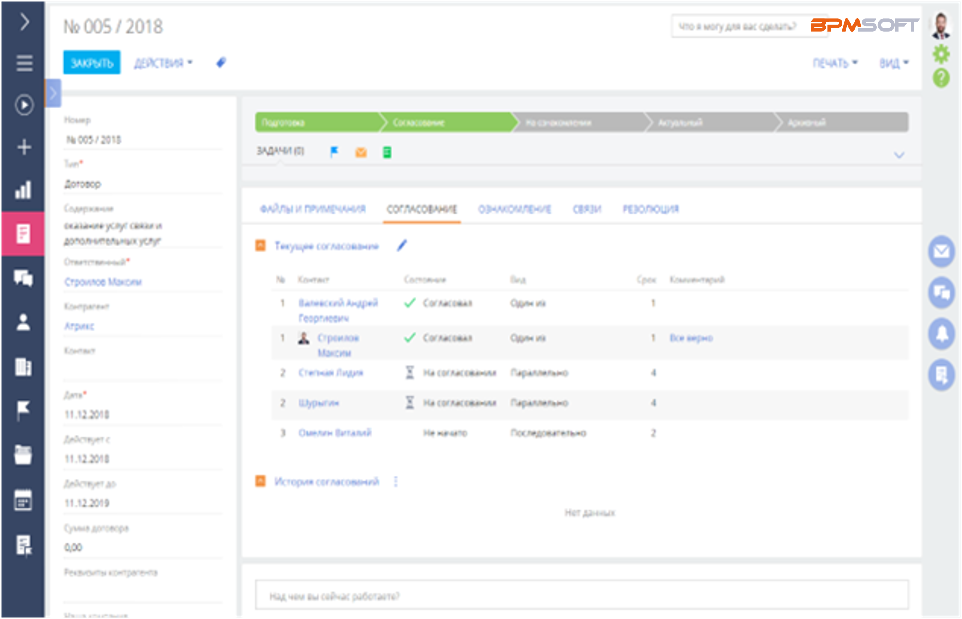 № 005 / 2018
Что я могу для вас сделать?
BPMSOFT
ЗАКРЫТЬ
ДЕЙСТВИЯ
ПЕЧАТЬ
ВИД
Номер
№ 005 / 2018
Тип*
Договор
Содержание
оказание услуг связи и
дополнительных услуг
Ответственный*
Строилов Максим
Контрагент
Атрикс
Контакт
Дата*
11.12.2018
Действует с
11.12.2018
Действует до
11.12.2019
Сумма договора
0,00
Реквизиты контрагента
Наша компания
Подготовка
Согласование
На ознакомлении
Актуальный
Архивный
ЗАДАЧИ (0)
ФАЙЛЫ И ПРИМЕЧАНИЯ СОГЛАСОВАНИЕ ОЗНАКОМЛЕНИЕ СВЯЗИ РЕЗОЛЮЦИЯ
Текущее согласование
№ Контакт Состояние Вид Срок Комментарий
1 Валевский Андрей Согласовал Один из 1
Георгиевич
1 Строилов Согласовал Один из 1 Все верно
Максим
2 Степная Лидия На согласовании Параллельно 4
2 Шурыгин На согласовании Параллельно 4
3 Омелин Виталий Не начато Последовательно 2
История согласований
Нет данных
Над чем вы сейчас работаете?